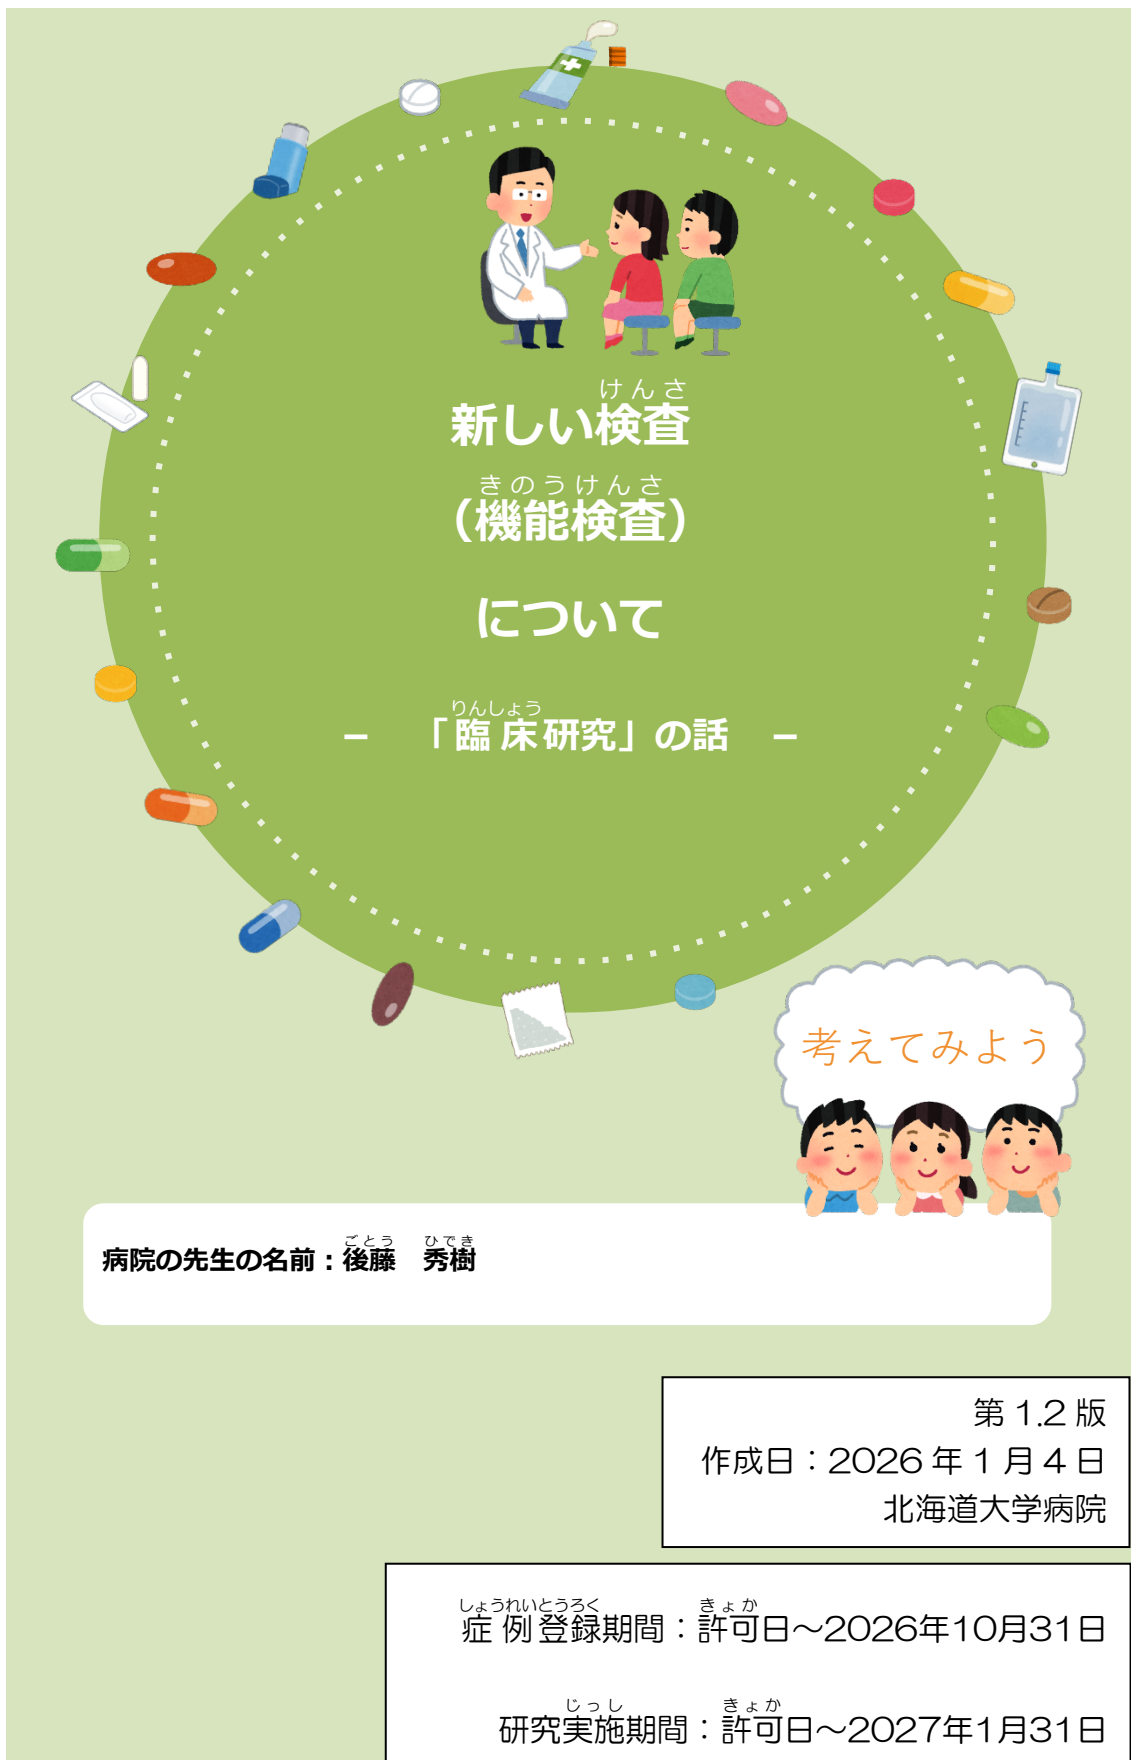 けんさ
新しい検査
きのうけんさ
（機能検査）
について
りんしょう
－　「臨床研究」の話　－
考えてみよう
ごとう　ひでき
病院の先生の名前：後藤　秀樹
第 1.2 版
作成日：2026 年 1 月 4 日
北海道大学病院
しょうれいとうろく　きょか
症例登録期間：許可日～2026年10月31日
じっし　きょか
研究実施期間：許可日～2027年1月31日